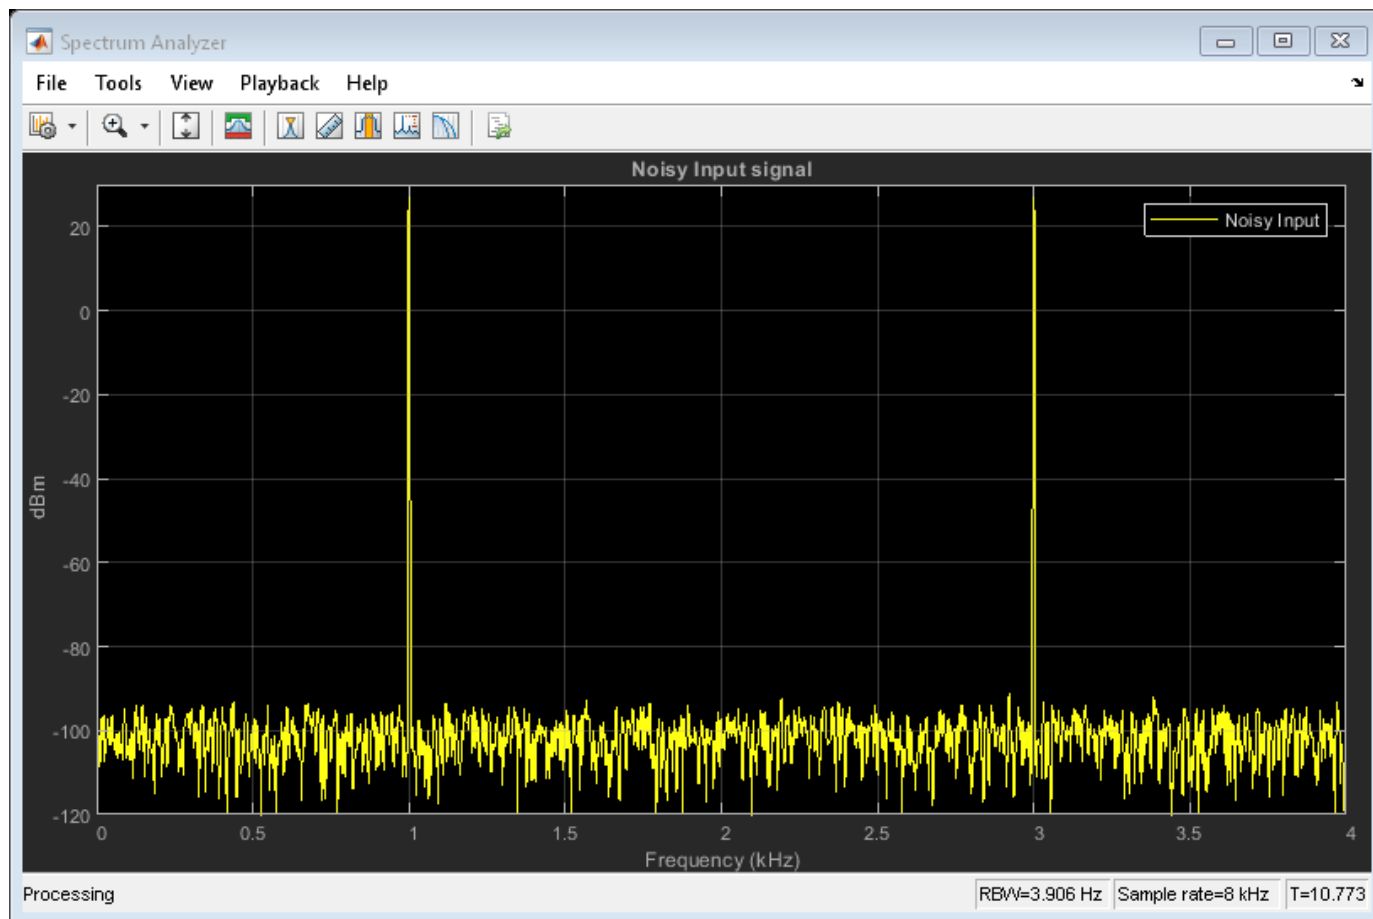 Spectrum Analyzer
File Tools View Playback Help
Noisy Input signal
Noisy Input
20
0
-20
-40
-60
-80
-100
-120
dBm
0 0.5 1 1.5 2 2.5 3 3.5 4
Frequency (kHz)
Processing RBW=3.906 Hz Sample rate=8 kHz T=10.773